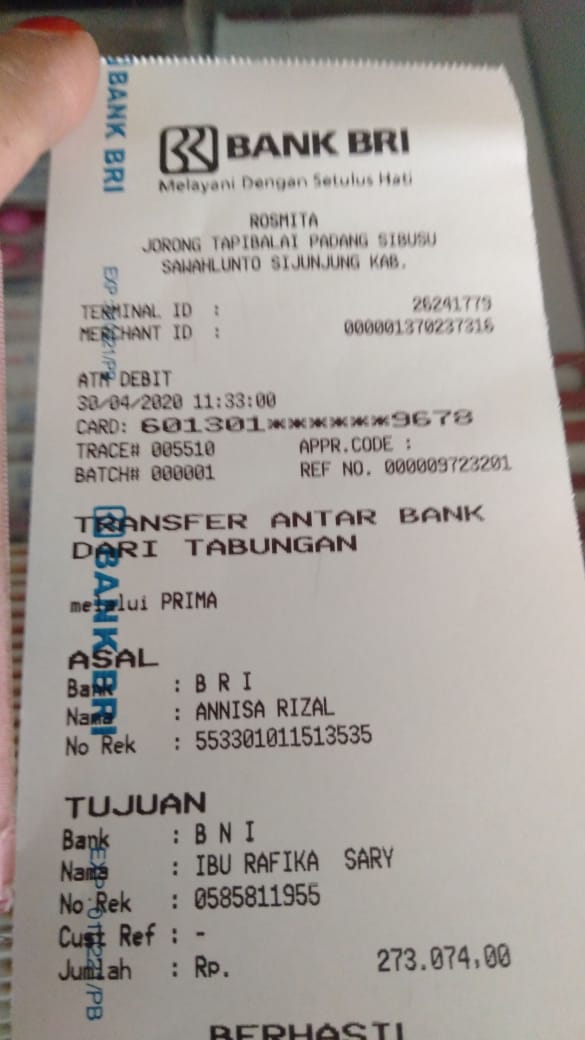 BANK BRI
BANK BRI
Melayani Dengan Setulus Hati
ROSMITA
JORONG TAPIBALAI PADANG SIBUSU
SAWAHLUNTO SIJUNJUNG KAB.
TERMINAL ID : 26241779
MERCHANT ID : 000001370237316
ATM DEBIT
30/04/2020 11:33:00
CARD: 601301******9678
TRACE# 005510 APPR.CODE :
BATCH# 000001 REF NO. 000009723201
TRANSFER ANTAR BANK
DARI TABUNGAN
melalui PRIMA
BANK BRI
ASAL
Bank : B R I
Nama : ANNISA RIZAL
No Rek : 553301011513535
TUJUAN
Bank : B N I
Nama : IBU RAFIKA SARY
No Rek : 0585811955
Cust Ref : -
Jumlah : Rp. 273.074,00
BERHASIL